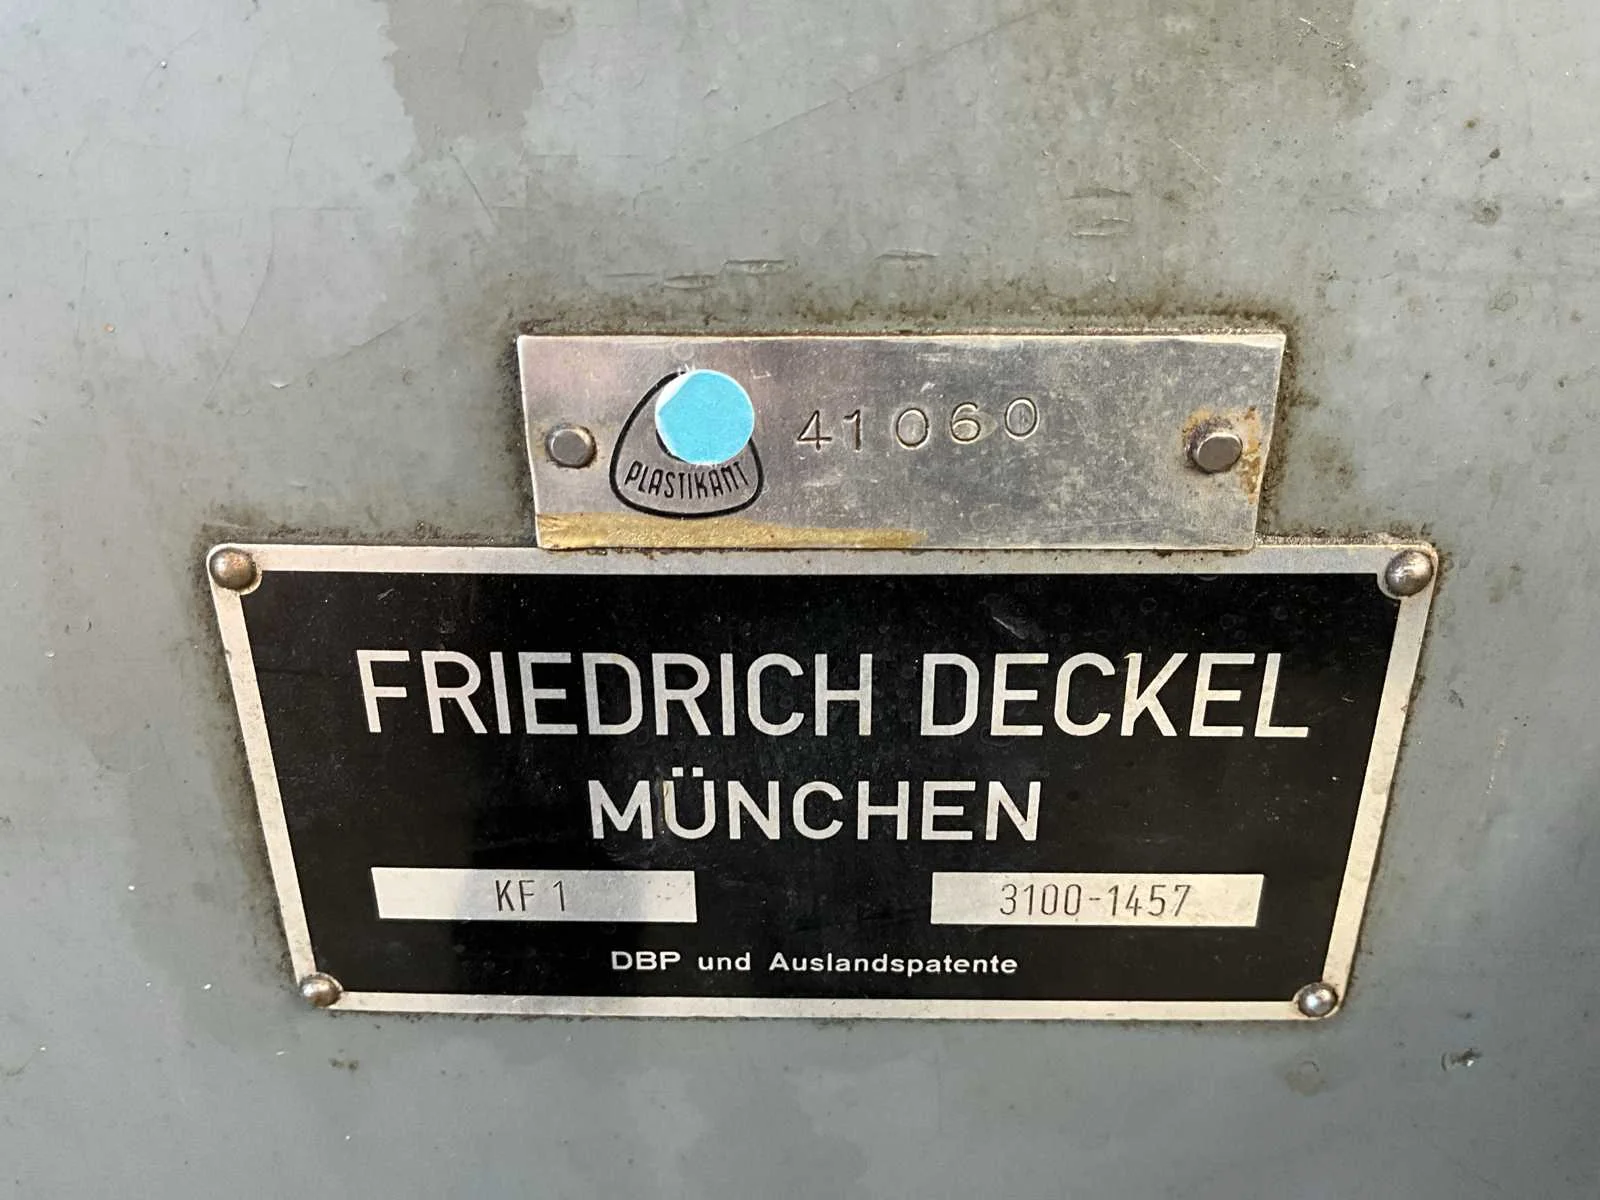 41060
PLASTIKANT
FRIEDRICH DECKEL
MÜNCHEN
KF 1
3100-1457
DBP und Auslandspatente